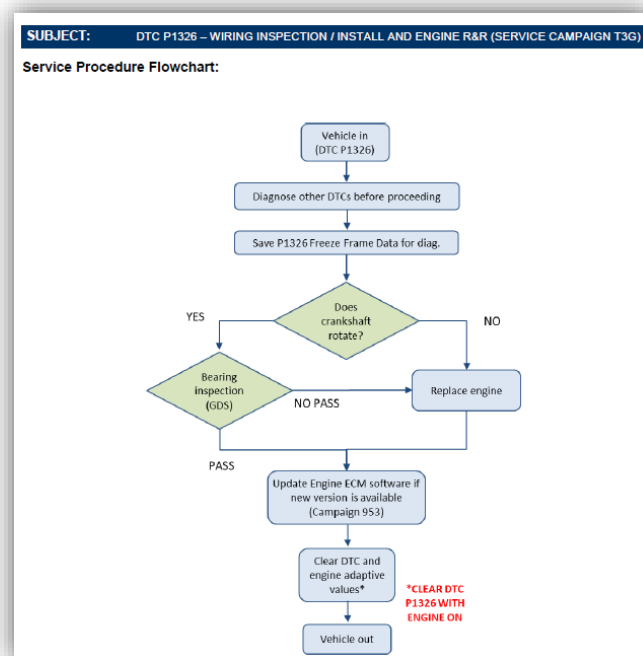 SUBJECT: DTC P1326 – WIRING INSPECTION / INSTALL AND ENGINE R&R (SERVICE CAMPAIGN T3G)
Service Procedure Flowchart:
Vehicle in
(DTC P1326)
Diagnose other DTCs before proceeding
Save P1326 Freeze Frame Data for diag.
Does
crankshaft
rotate?
YES
NO
Bearing
inspection
(GDS)
NO PASS
Replace engine
PASS
Update Engine ECM software if
new version is available
(Campaign 953)
Clear DTC and
engine adaptive
values*
*CLEAR DTC
P1326 WITH
ENGINE ON
Vehicle out